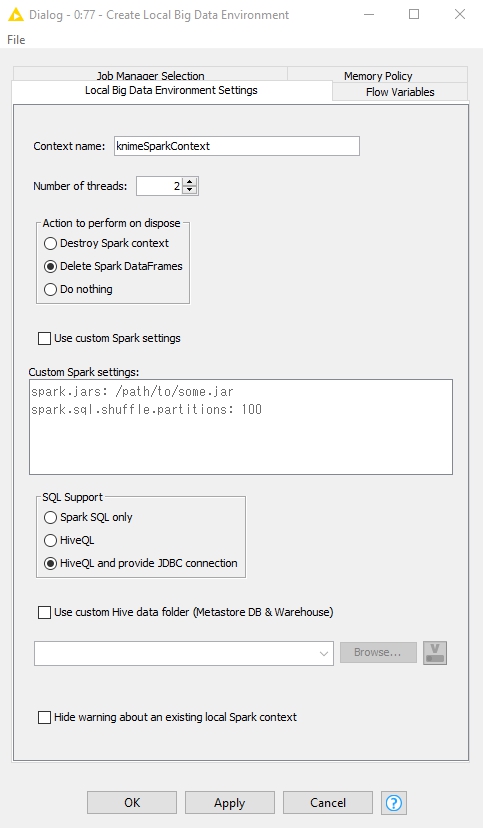 Dialog - 0:77 - Create Local Big Data Environment
File
Job Manager Selection
Memory Policy
Local Big Data Environment Settings
Flow Variables
Context name:
knimeSparkContext
Number of threads:
2
Action to perform on dispose
Destroy Spark context
Delete Spark DataFrames
Do nothing
Use custom Spark settings
Custom Spark settings:
spark.jars: /path/to/some.jar
spark.sql.shuffle.partitions: 100
SQL Support
Spark SQL only
HiveQL
HiveQL and provide JDBC connection
Use custom Hive data folder (Metastore DB & Warehouse)
Browse...
V
Hide warning about an existing local Spark context
OK
Apply
Cancel
?